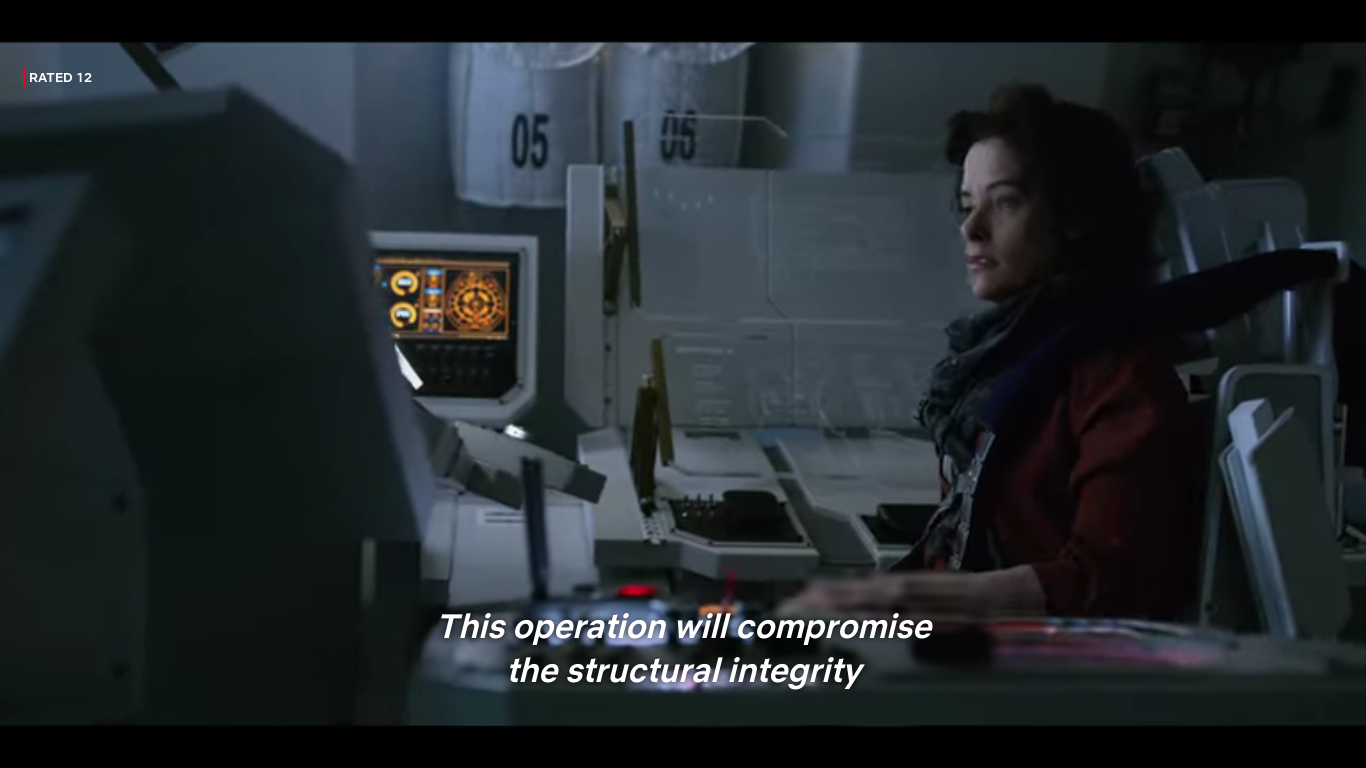 RATED 12
05
06
This operation will compromise
the structural integrity